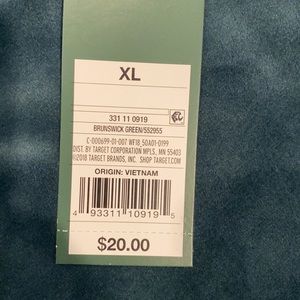 XL
331 11 0919
BRUNSWICK GREEN/552955
C-000699-01-007 WF18_50A01-0199
DIST. BY TARGET CORPORATION MPLS, MN 55403
©2018 TARGET BRANDS, INC. SHOP TARGET.COM
ORIGIN: VIETNAM
4 93311 10919 5
$20.00